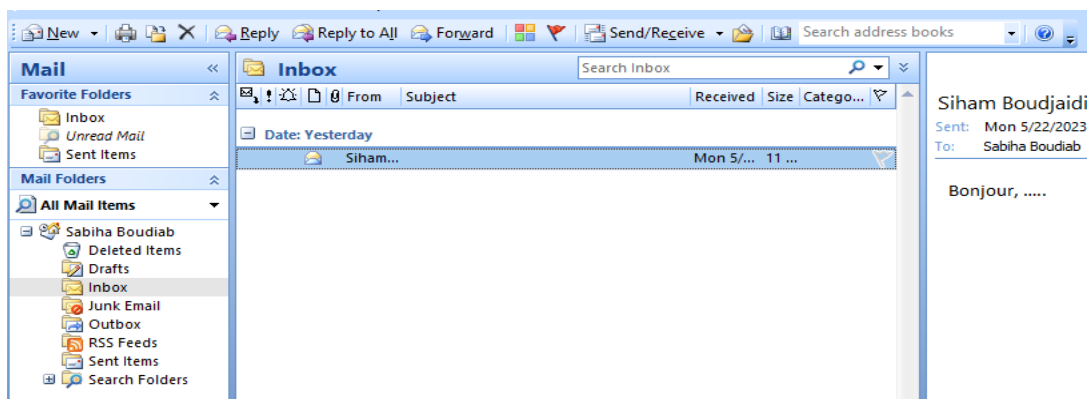 New Reply Reply to All Forward Send/Receive Search address books
Mail
Favorite Folders
Inbox
Unread Mail
Sent Items
Mail Folders
All Mail Items
Sabiha Boudiab
Deleted Items
Drafts
Inbox
Junk Email
Outbox
RSS Feeds
Sent Items
Search Folders
Inbox Search Inbox
From Subject Received Size Catego...
Date: Yesterday
Siham... Mon 5/... 11 ...
Siham Boudjaidi
Sent: Mon 5/22/2023
To: Sabiha Boudiab
Bonjour, .....